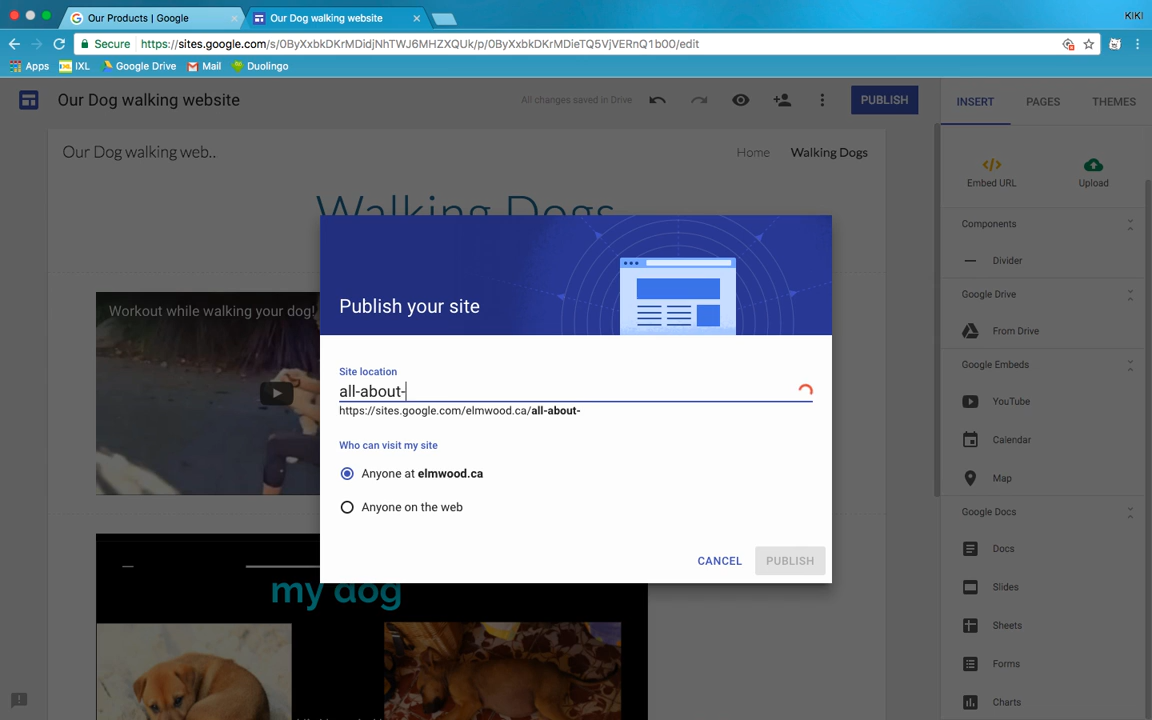 Our Products | Google
Our Dog walking website
KIKI
Secure
https://sites.google.com/s/0ByXxbkDKrMDidjNhTWJ6MHZXQUk/p/0ByXxbkDKrMDieTQ5VjVERnQ1b00/edit
Apps
IXL
Google Drive
Mail
Duolingo
Our Dog walking website
All changes saved in Drive
PUBLISH
INSERT
PAGES
THEMES
Our Dog walking web..
Home
Walking Dogs
Walking Dogs
Workout while walking your dog!
Publish your site
Site location
all-about-
https://sites.google.com/elmwood.ca/all-about-
Who can visit my site
Anyone at elmwood.ca
Anyone on the web
CANCEL
PUBLISH
my dog
Embed URL
Upload
Components
Divider
Google Drive
From Drive
Google Embeds
YouTube
Calendar
Map
Google Docs
Docs
Slides
Sheets
Forms
Charts